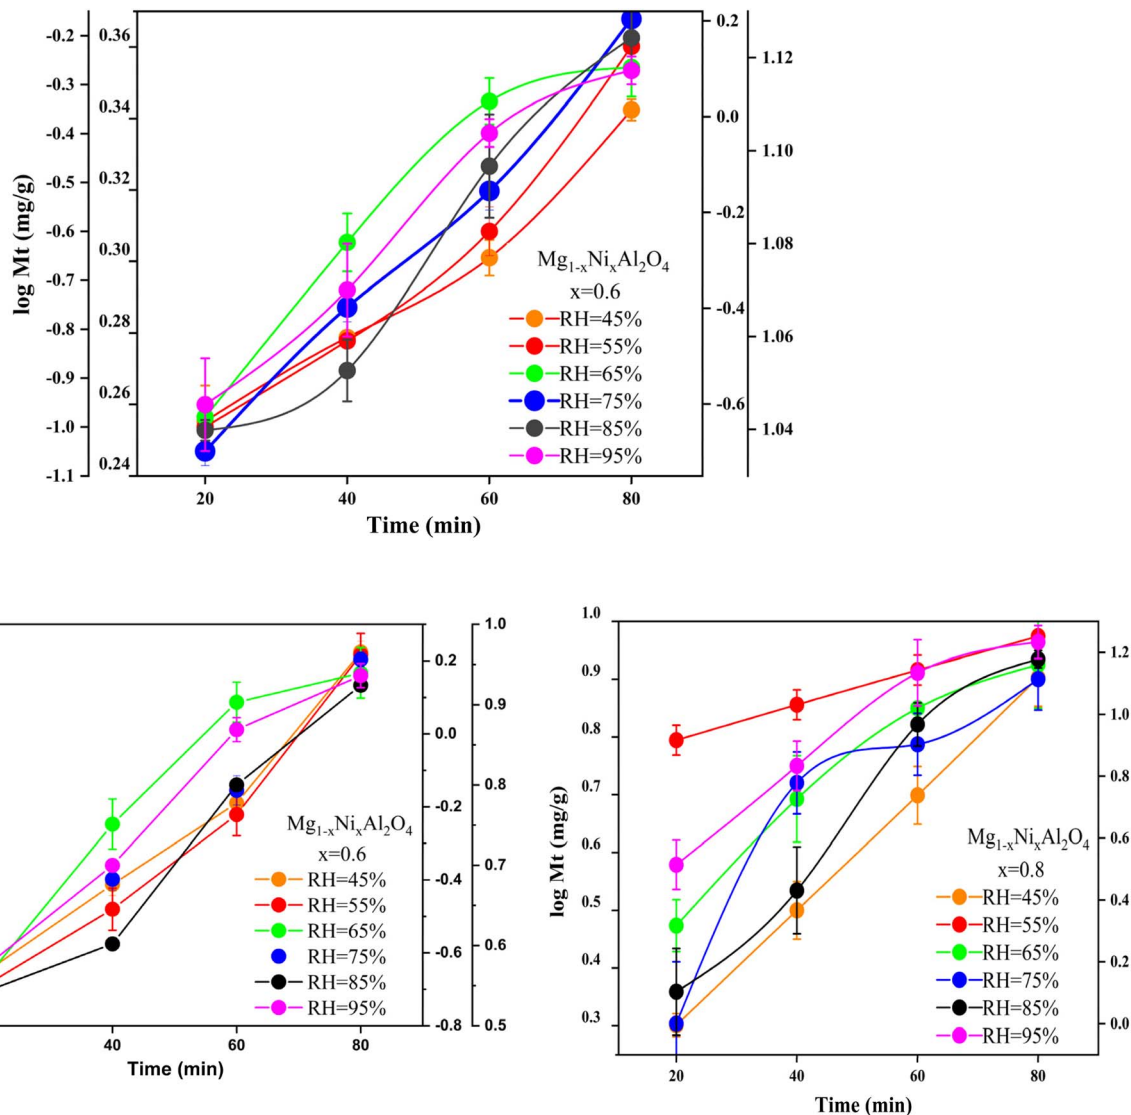 0.2
-0.2
0.36
1.12
-0.3
0.34
0.0
-0.4
1.10
-0.5
0.32
-0.2
-0.6
0.30
1.08
-0.7
-0.4
-0.8
0.28
1.06
-0.9
0.26
-0.6
-1.0
1.04
-1.1
0.24
log Mt (mg/g)
Mg1-xNixAl2O4
x=0.6
RH=45%
RH=55%
RH=65%
RH=75%
RH=85%
RH=95%
20 40 60 80
Time (min)
1.0
0.2
0.9
0.0
0.8
-0.2
0.7
-0.4
0.6
-0.6
-0.8
0.5
Mg1-xNixAl2O4
x=0.6
RH=45%
RH=55%
RH=65%
RH=75%
RH=85%
RH=95%
40 60 80
Time (min)
1.0
0.9
0.8
0.7
0.6
0.5
0.4
0.3
log Mt (mg/g)
1.2
1.0
0.8
0.6
0.4
0.2
0.0
Mg1-xNixAl2O4
x=0.8
RH=45%
RH=55%
RH=65%
RH=75%
RH=85%
RH=95%
20 40 60 80
Time (min)